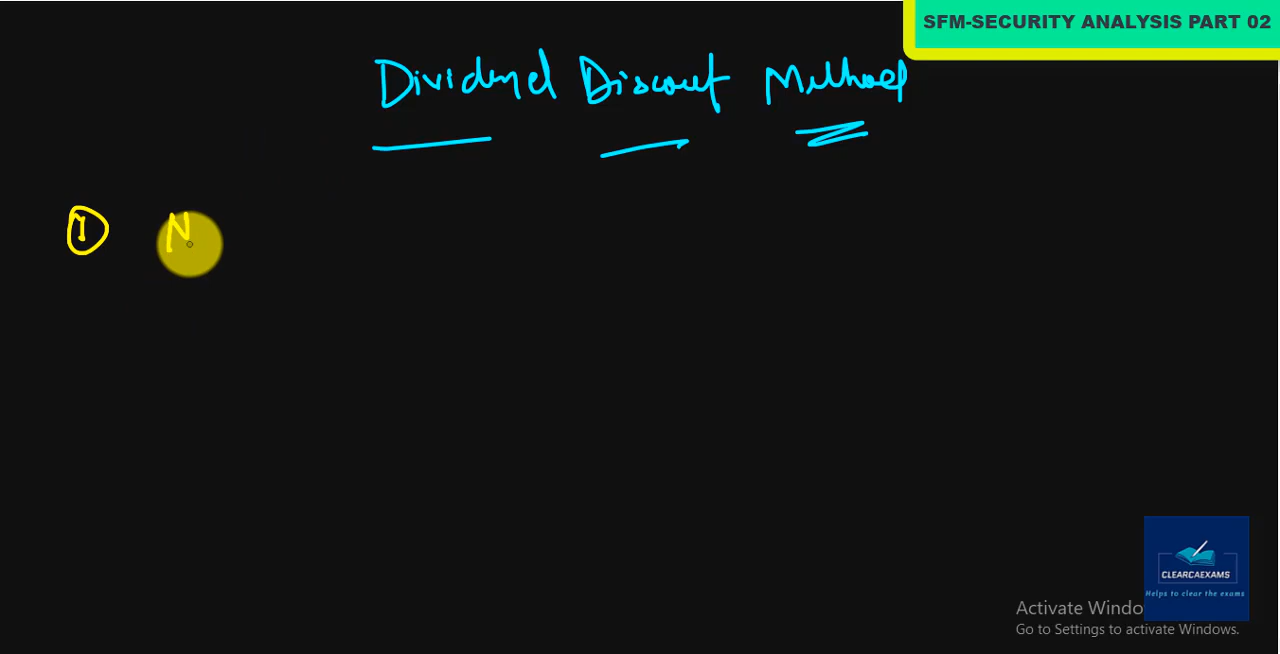 SFM-SECURITY ANALYSIS PART 02
Dividend Discout Method
① N
CLEARCAEXAMS
Helps to clear the exams
Activate Windo
Go to Settings to activate Windows.